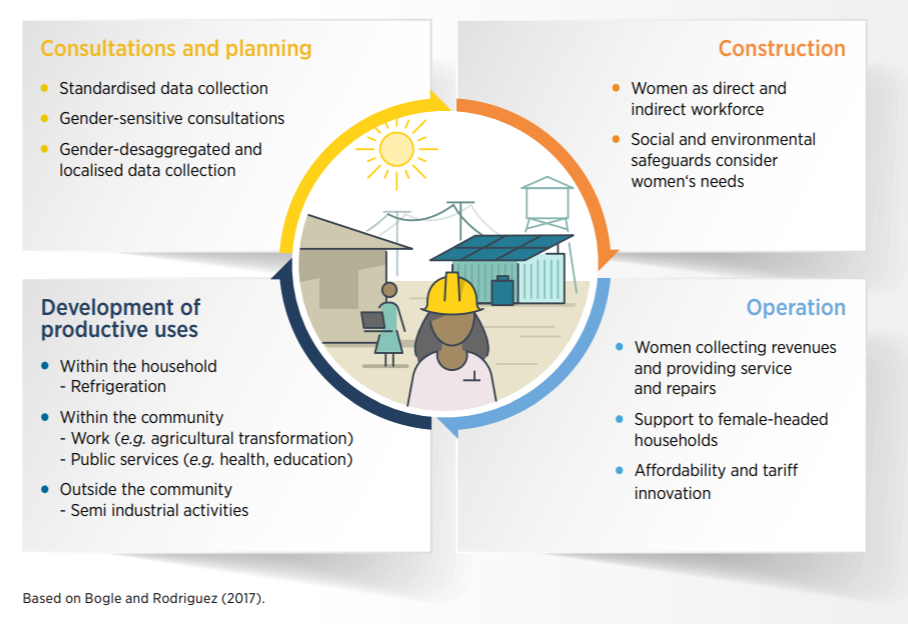 Consultations and planning
• Standardised data collection
• Gender-sensitive consultations
• Gender-desaggregated and
localised data collection
Construction
• Women as direct and
indirect workforce
• Social and environmental
safeguards consider
women‘s needs
Development of
productive uses
• Within the household
- Refrigeration
• Within the community
- Work (e.g. agricultural transformation)
- Public services (e.g. health, education)
• Outside the community
- Semi industrial activities
Operation
• Women collecting revenues
and providing service
and repairs
• Support to female-headed
households
• Affordability and tariff
innovation
Based on Bogle and Rodriguez (2017).